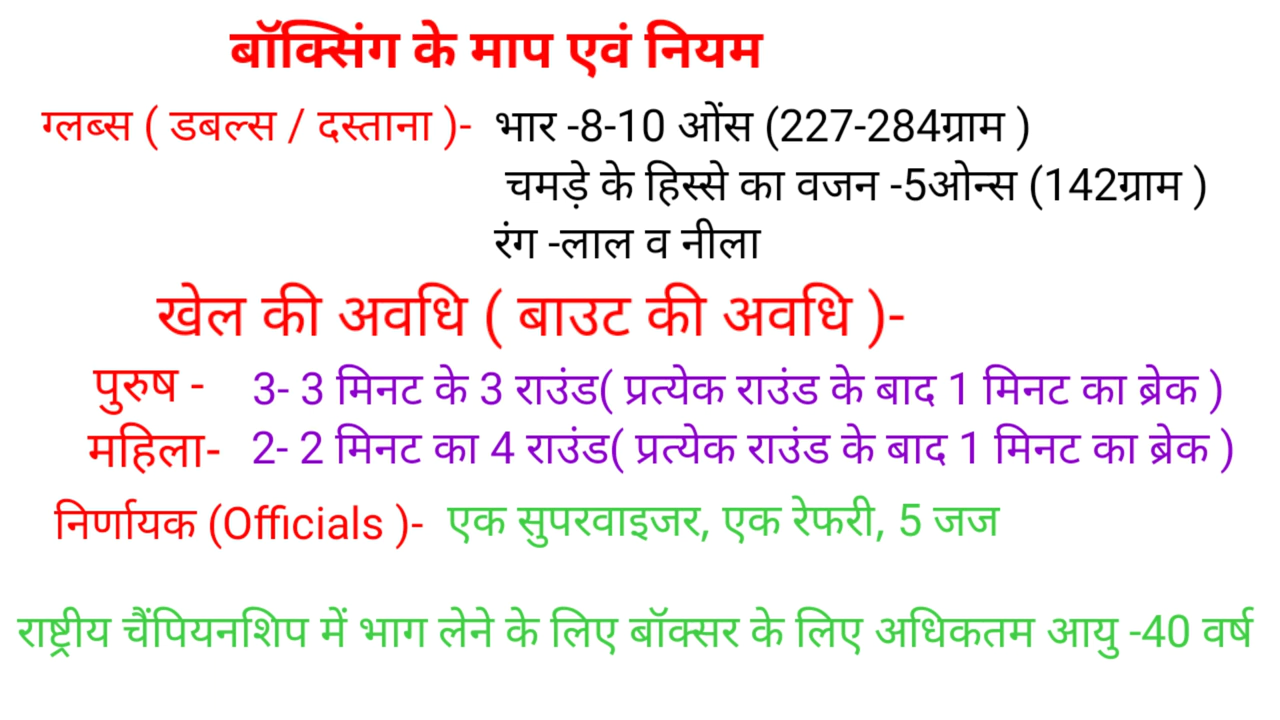 बॉक्सिंग के माप एवं नियम
ग्लब्स ( डबल्स / दस्ताना )- भार -8-10 ओंस (227-284ग्राम )
चमड़े के हिस्से का वजन -5ओन्स (142ग्राम )
रंग -लाल व नीला
खेल की अवधि ( बाउट की अवधि )-
पुरुष - 3- 3 मिनट के 3 राउंड( प्रत्येक राउंड के बाद 1 मिनट का ब्रेक )
महिला- 2- 2 मिनट का 4 राउंड( प्रत्येक राउंड के बाद 1 मिनट का ब्रेक )
निर्णायक (Officials )- एक सुपरवाइजर, एक रेफरी, 5 जज
राष्ट्रीय चैंपियनशिप में भाग लेने के लिए बॉक्सर के लिए अधिकतम आयु -40 वर्ष